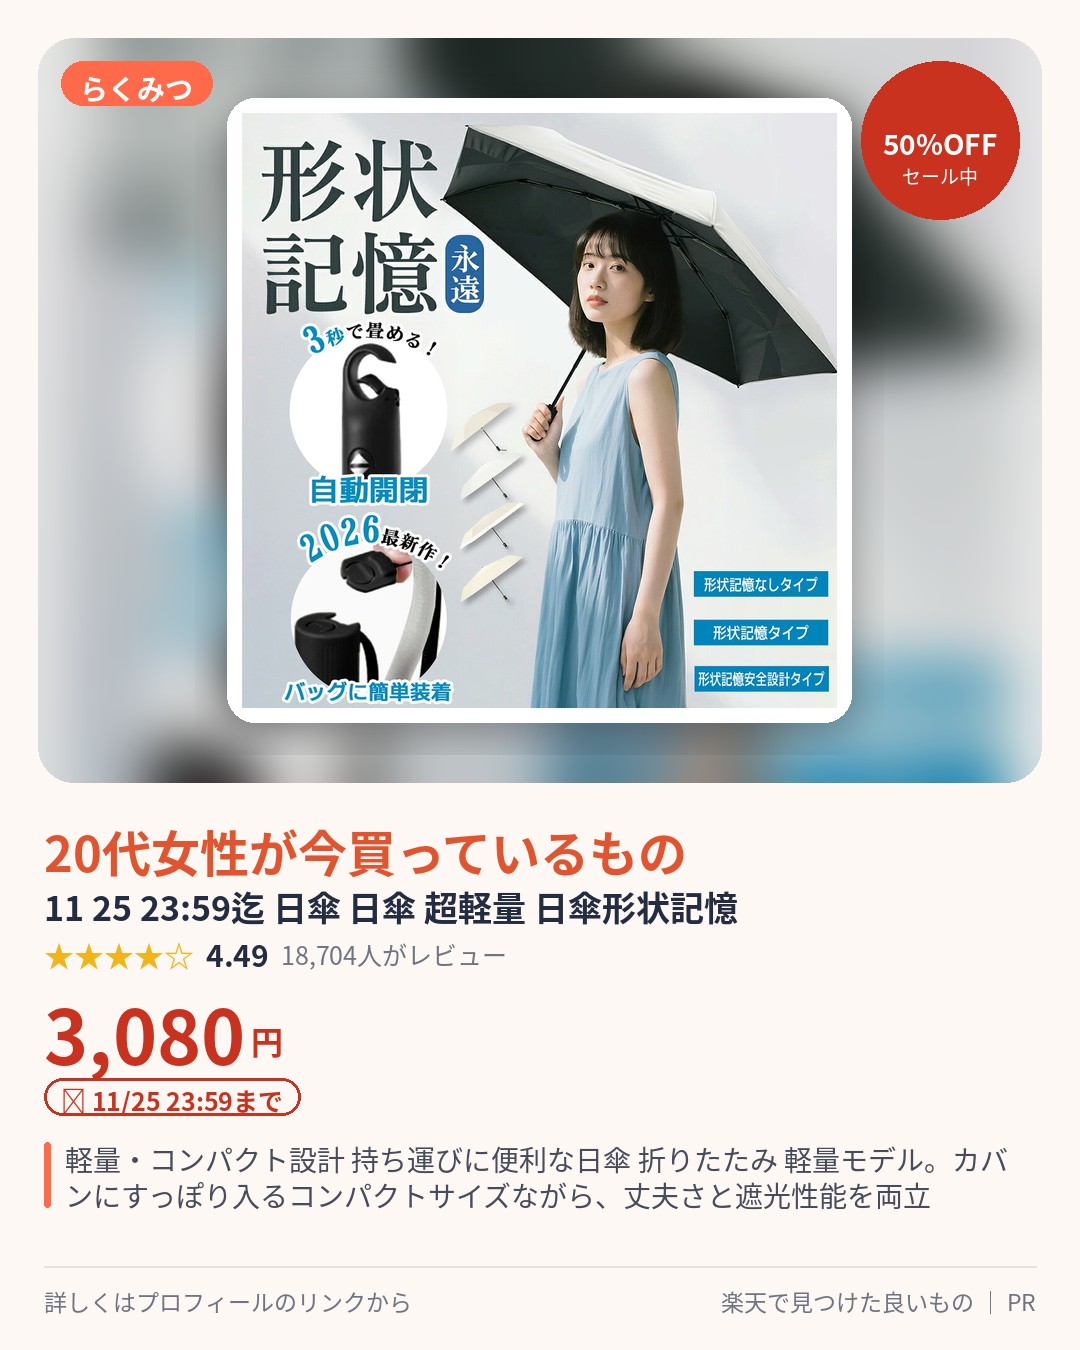 らくみつ
50%OFF
セール中
形状
記憶
永遠
3秒で畳める！
自動開閉
2026最新作！
バッグに簡単装着
形状記憶なしタイプ
形状記憶タイプ
形状記憶安全設計タイプ
20代女性が今買っているもの
11 25 23:59迄 日傘 日傘 超軽量 日傘形状記憶
★★★★☆ 4.49 18,704人がレビュー
3,080円
11/25 23:59まで
軽量・コンパクト設計 持ち運びに便利な日傘 折りたたみ 軽量モデル。カバ
ンにすっぽり入るコンパクトサイズながら、丈夫さと遮光性能を両立
詳しくはプロフィールのリンクから
楽天で見つけた良いもの｜PR